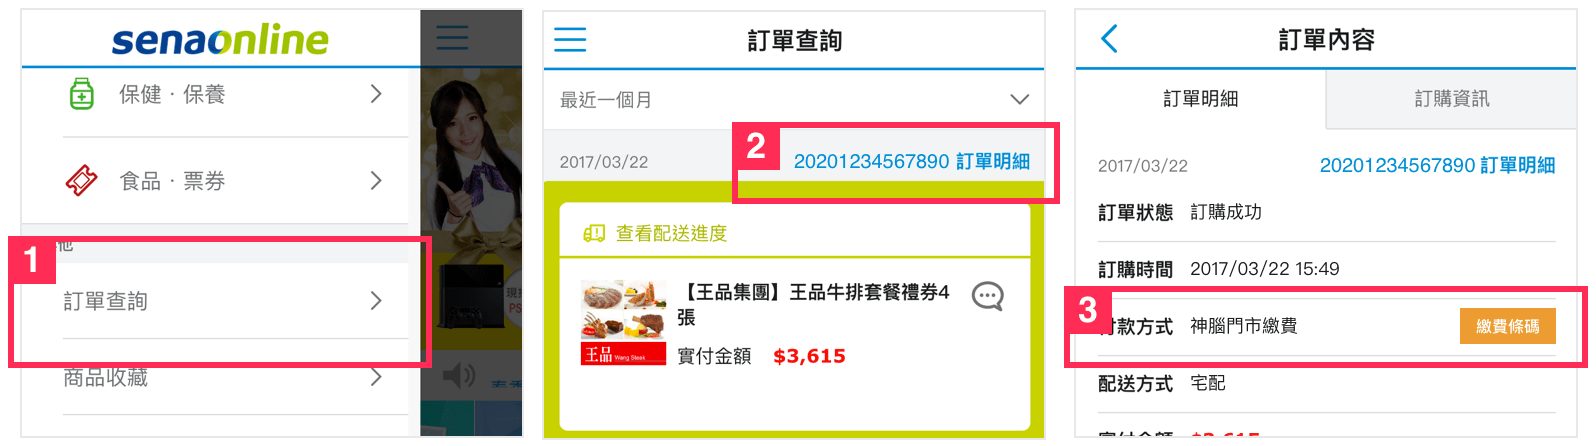 senaonline
保健．保養
食品．票券
1
訂單查詢
商品收藏
訂單查詢
最近一個月
2
2017/03/22
20201234567890 訂單明細
查看配送進度
【王品集團】王品牛排套餐禮券4
張
王品 Wang Steak
實付金額 $3,615
訂單內容
訂單明細
訂購資訊
2017/03/22
20201234567890 訂單明細
訂單狀態 訂購成功
訂購時間 2017/03/22 15:49
3
付款方式 神腦門市繳費
繳費條碼
配送方式 宅配
實付金額 $3,615